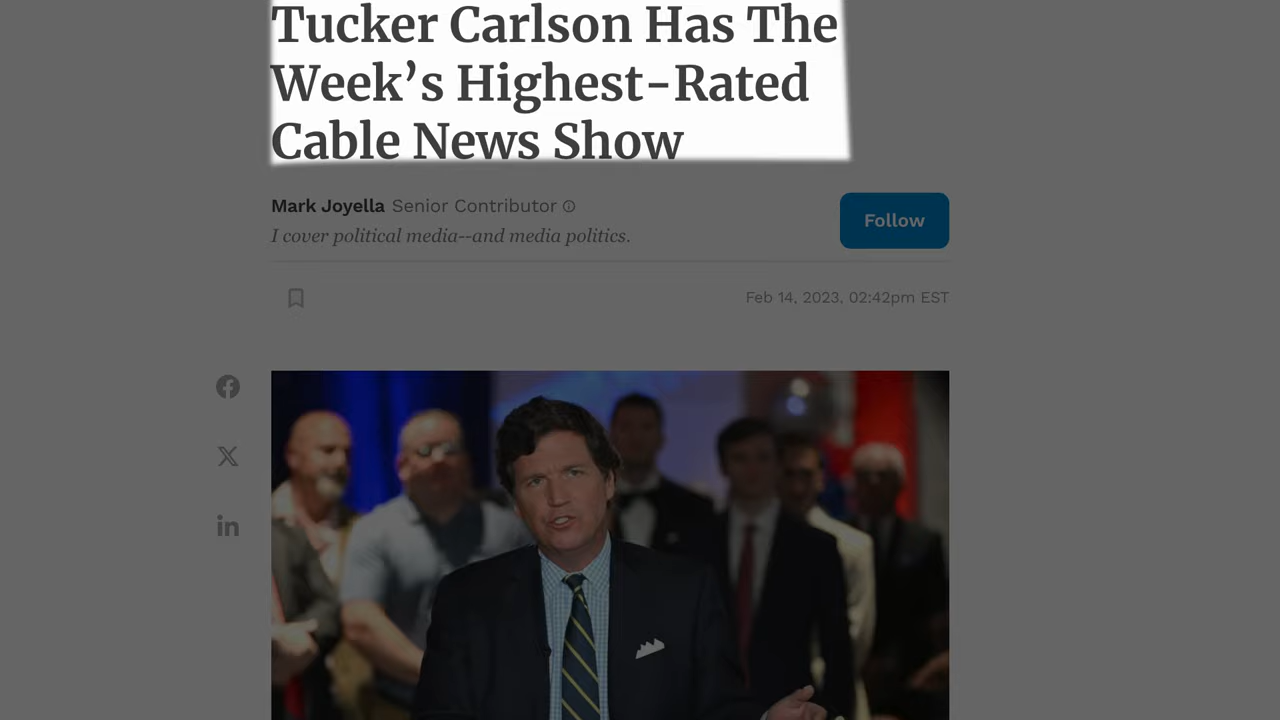 Tucker Carlson Has The
Week’s Highest-Rated
Cable News Show
Mark Joyella Senior Contributor
Follow
I cover political media--and media politics.
Feb 14, 2023, 02:42pm EST